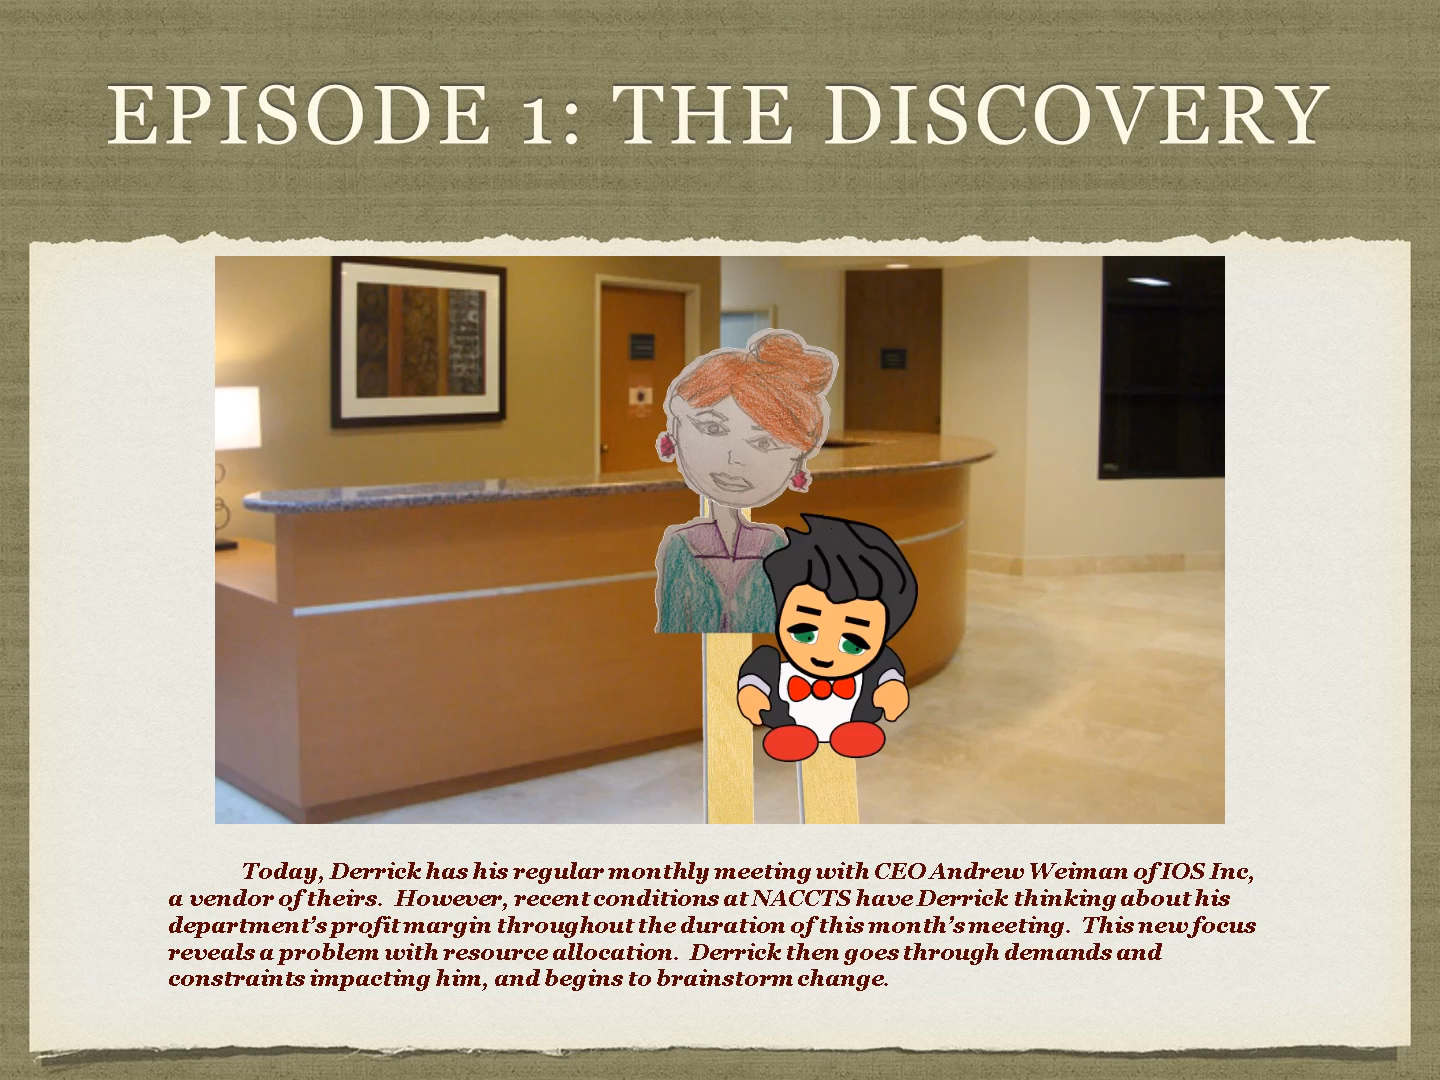 EPISODE 1: THE DISCOVERY
Today, Derrick has his regular monthly meeting with CEO Andrew Weiman of IOS Inc,
a vendor of theirs. However, recent conditions at NACCTS have Derrick thinking about his
department's profit margin throughout the duration of this month's meeting. This new focus
reveals a problem with resource allocation. Derrick then goes through demands and
constraints impacting him, and begins to brainstorm change.